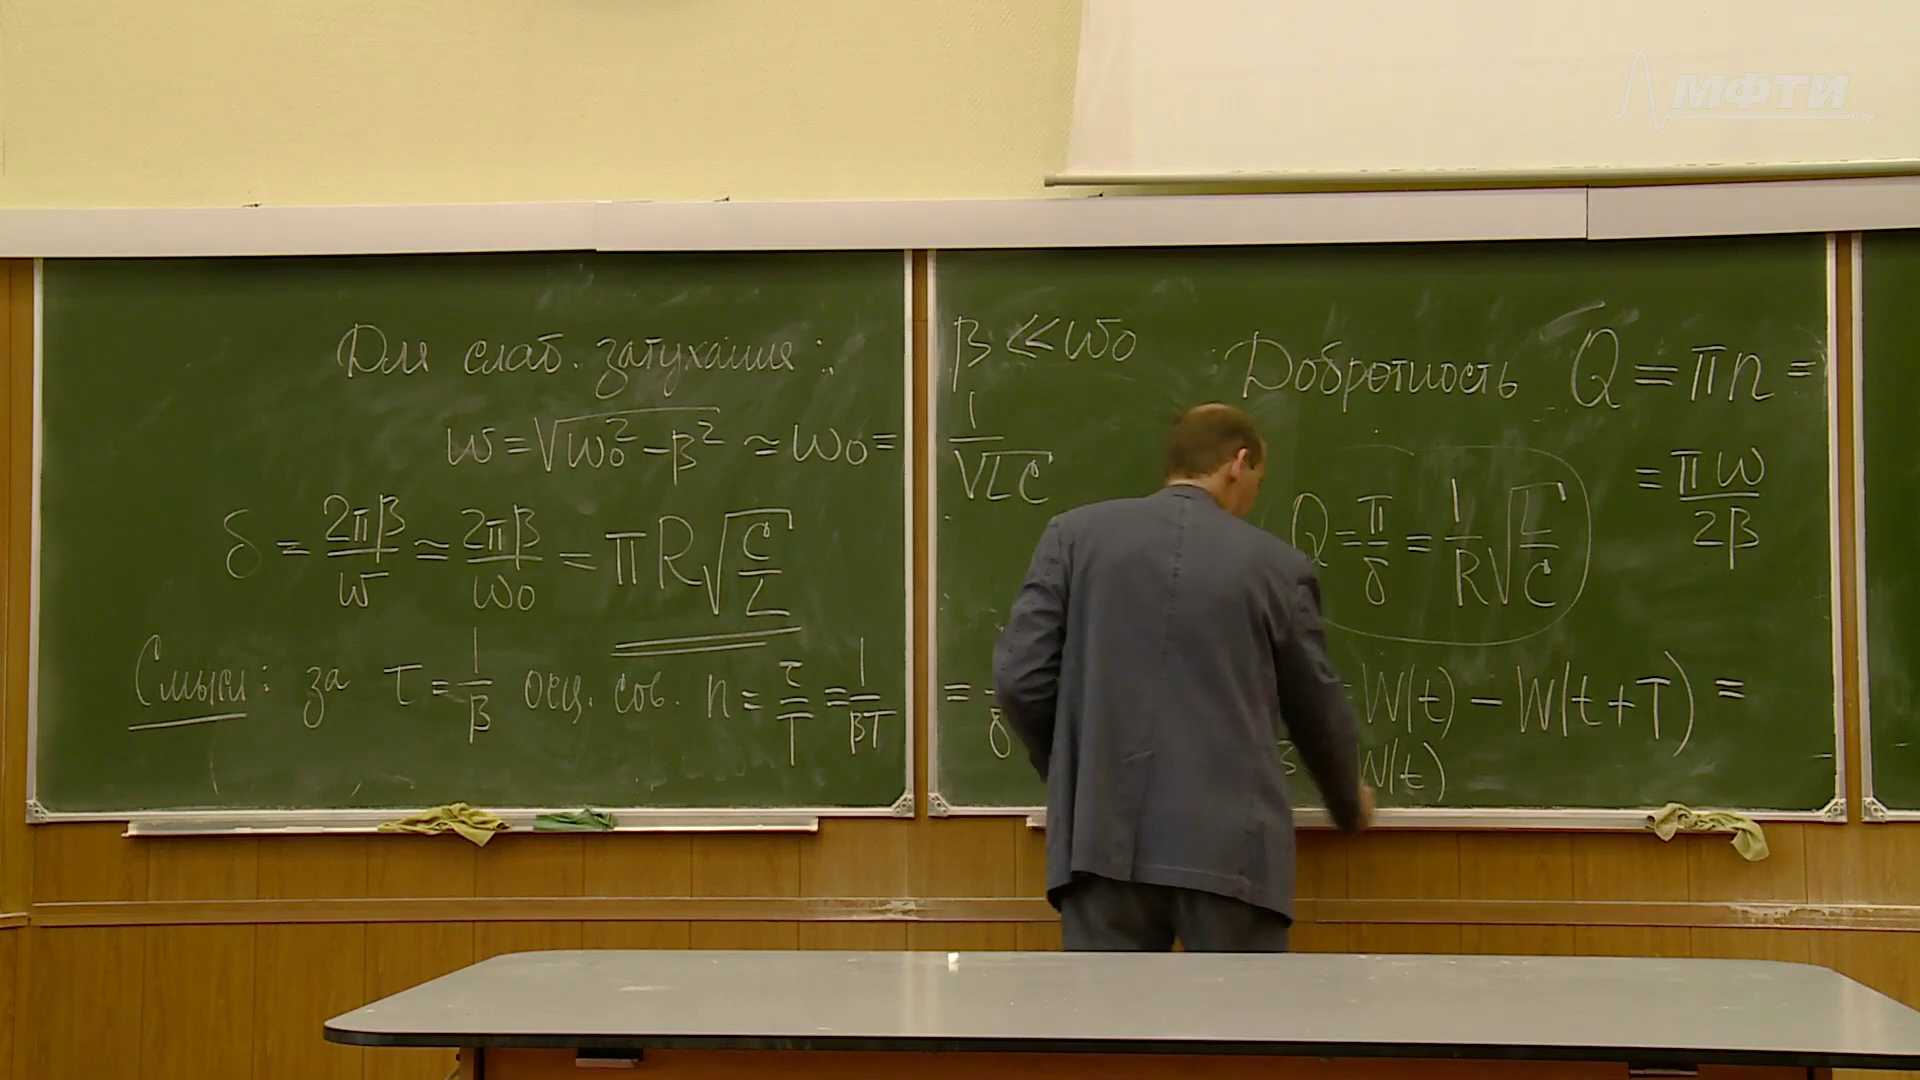 МФТИ
Для слаб. затухания: β ≪ ω₀
ω = √(ω₀² − β²) ≈ ω₀ = 1/√(LC)
δ = 2πβ/ω ≈ 2πβ/ω₀ = πR√(C/L)
Смысл: за τ = 1/β осц. сов. n = τ/T = 1/(βT) =
Добротность Q = πn =
= πω/2β
Q = π/δ = 1/R √(L/C)
= W(t) − W(t+T) =
W(t)